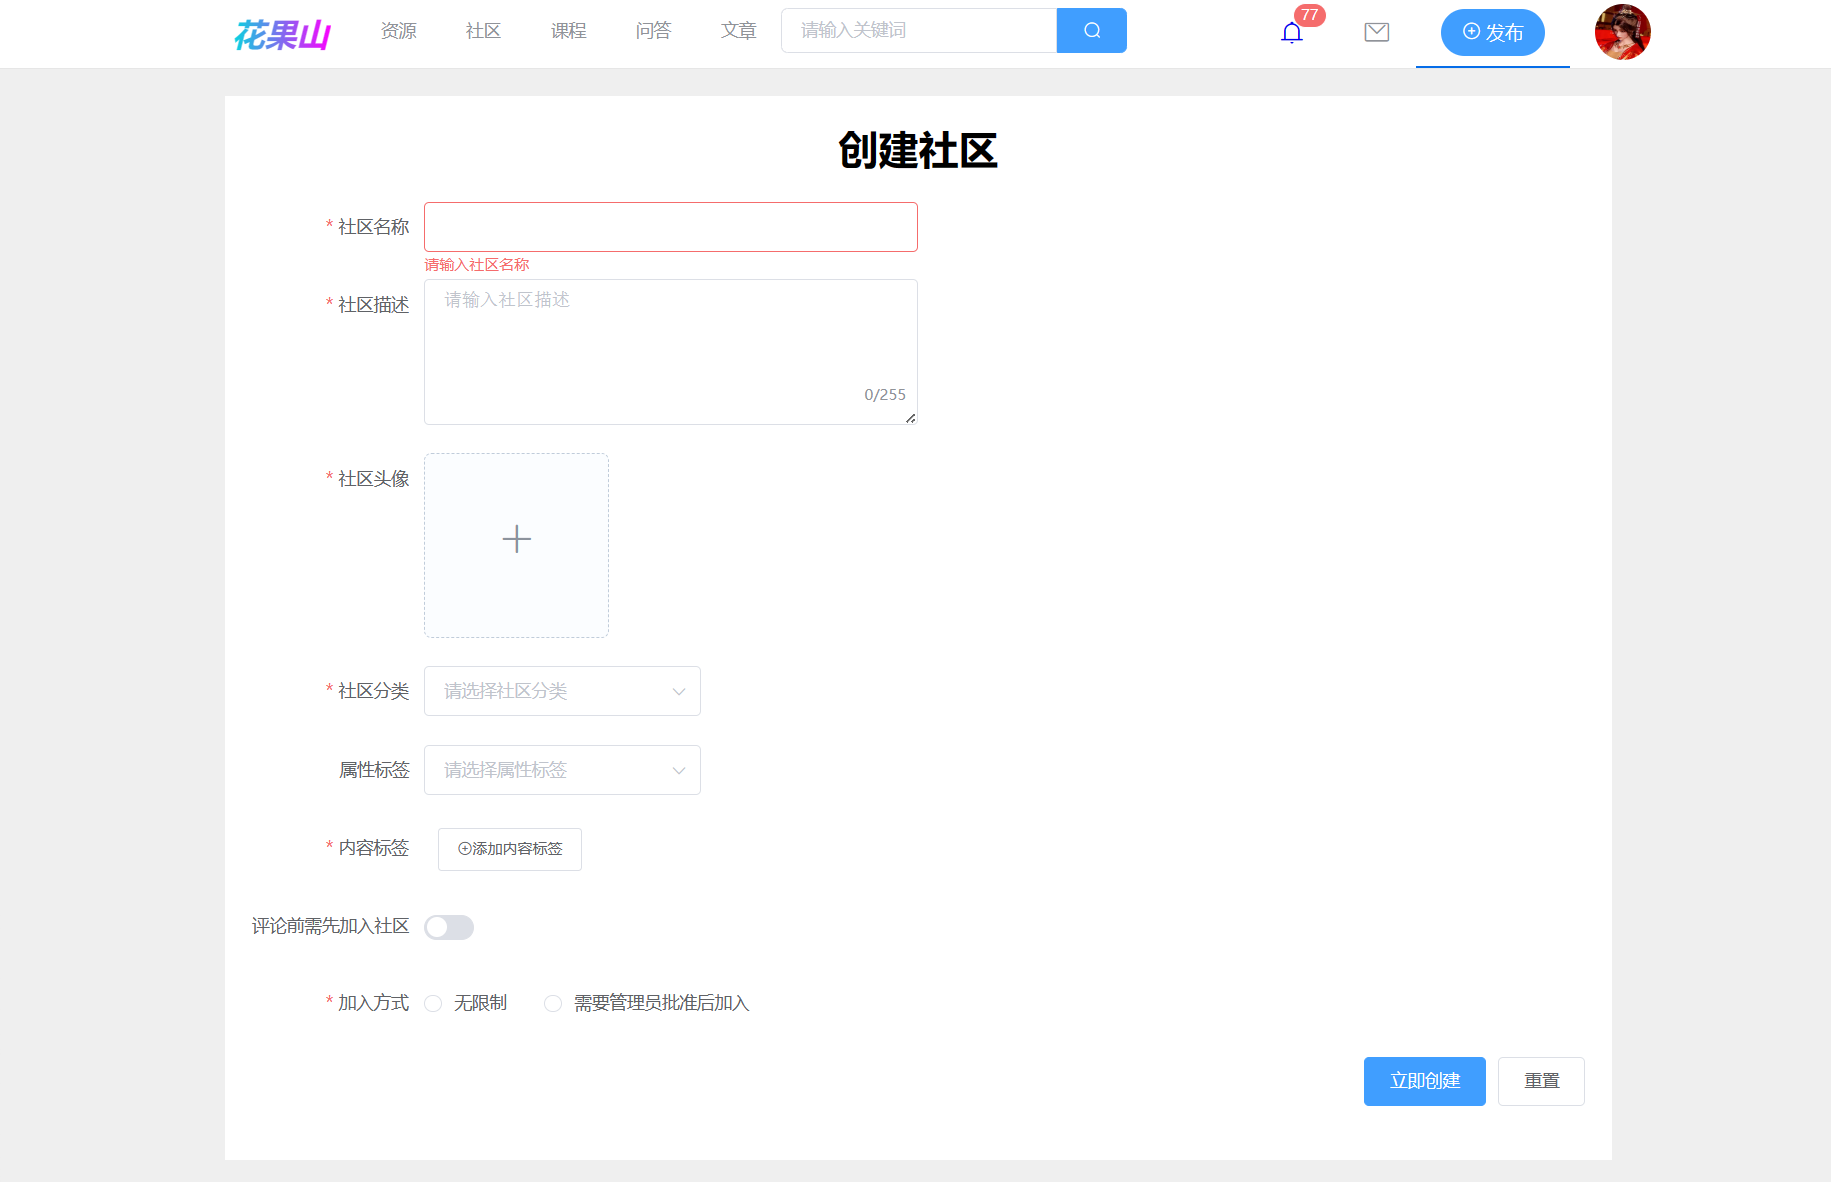 花果山 资源 社区 课程 问答 文章 请输入关键词 77 发布
创建社区
* 社区名称
请输入社区名称
* 社区描述 请输入社区描述
0/255
* 社区头像
* 社区分类 请选择社区分类
属性标签 请选择属性标签
* 内容标签 添加内容标签
评论前需先加入社区
* 加入方式 无限制 需要管理员批准后加入
立即创建 重置